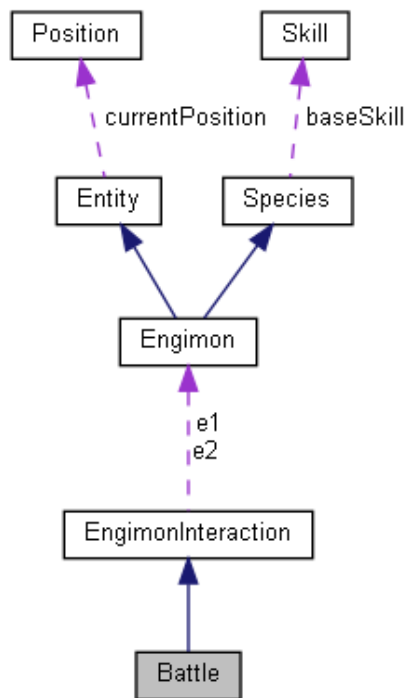 Position
Skill
currentPosition
baseSkill
Entity
Species
Engimon
e1
e2
EngimonInteraction
Battle